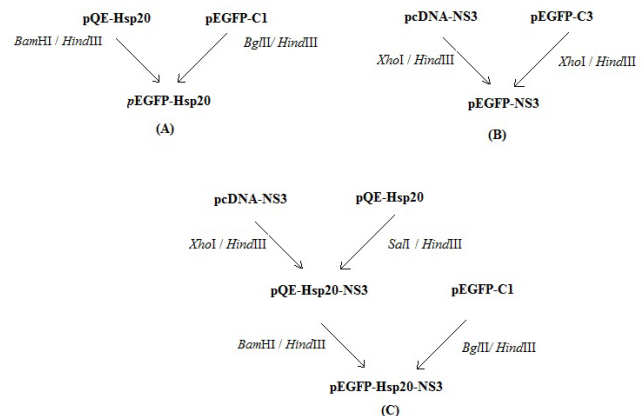 pQE-Hsp20 pEGFP-C1
BamHI / HindIII BglII/ HindIII
pEGFP-Hsp20
(A)
pcDNA-NS3 pEGFP-C3
XhoI / HindIII XhoI / HindIII
pEGFP-NS3
(B)
pcDNA-NS3 pQE-Hsp20
XhoI / HindIII SalI / HindIII
pQE-Hsp20-NS3 pEGFP-C1
BamHI / HindIII BglII/ HindIII
pEGFP-Hsp20-NS3
(C)